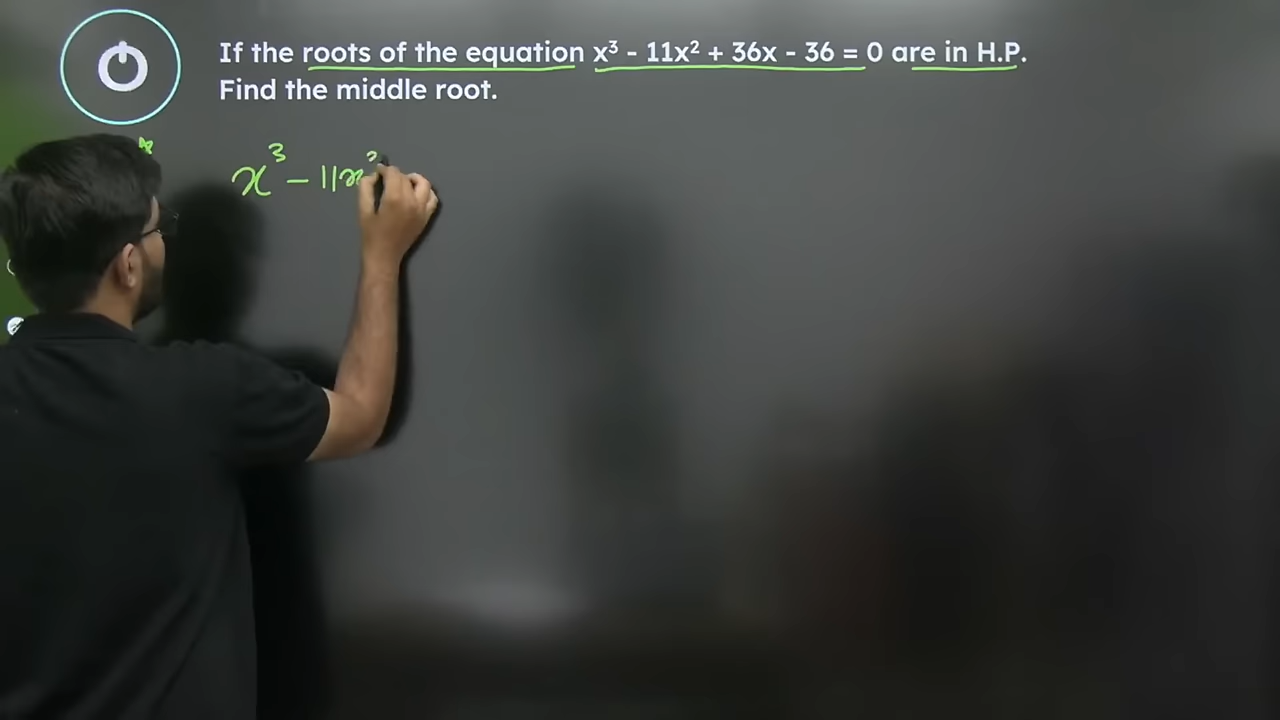 If the roots of the equation x³ - 11x² + 36x - 36 = 0 are in H.P.
Find the middle root.
x³ - 11x²